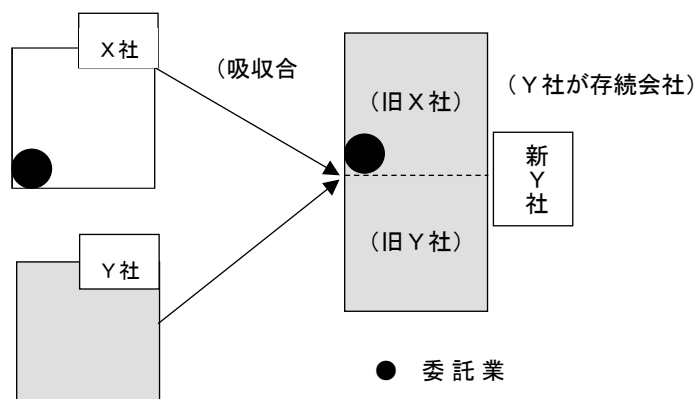 X社
(吸収合
(旧X社)
(Y社が存続会社)
新Y社
(旧Y社)
Y社
● 委託業